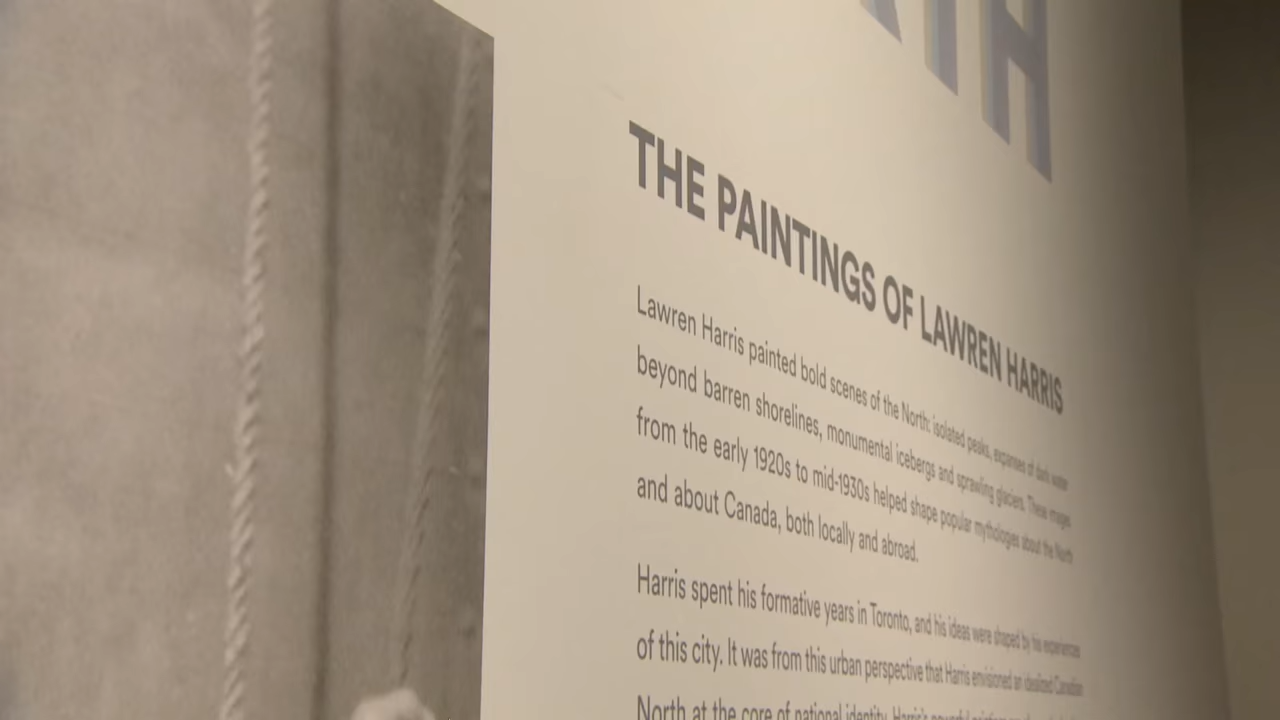 TH
THE PAINTINGS OF LAWREN HARRIS
Lawren Harris painted bold scenes of the North: isolated peaks, expanses of dark water
beyond barren shorelines, monumental icebergs and sprawling glaciers. These images
from the early 1920s to mid-1930s helped shape popular mythologies about the North
and about Canada, both locally and abroad.
Harris spent his formative years in Toronto, and his ideas were shaped by his experiences
of this city. It was from this urban perspective that Harris envisioned an idealized Canadian
North at the core of national identity. Harris's powerful